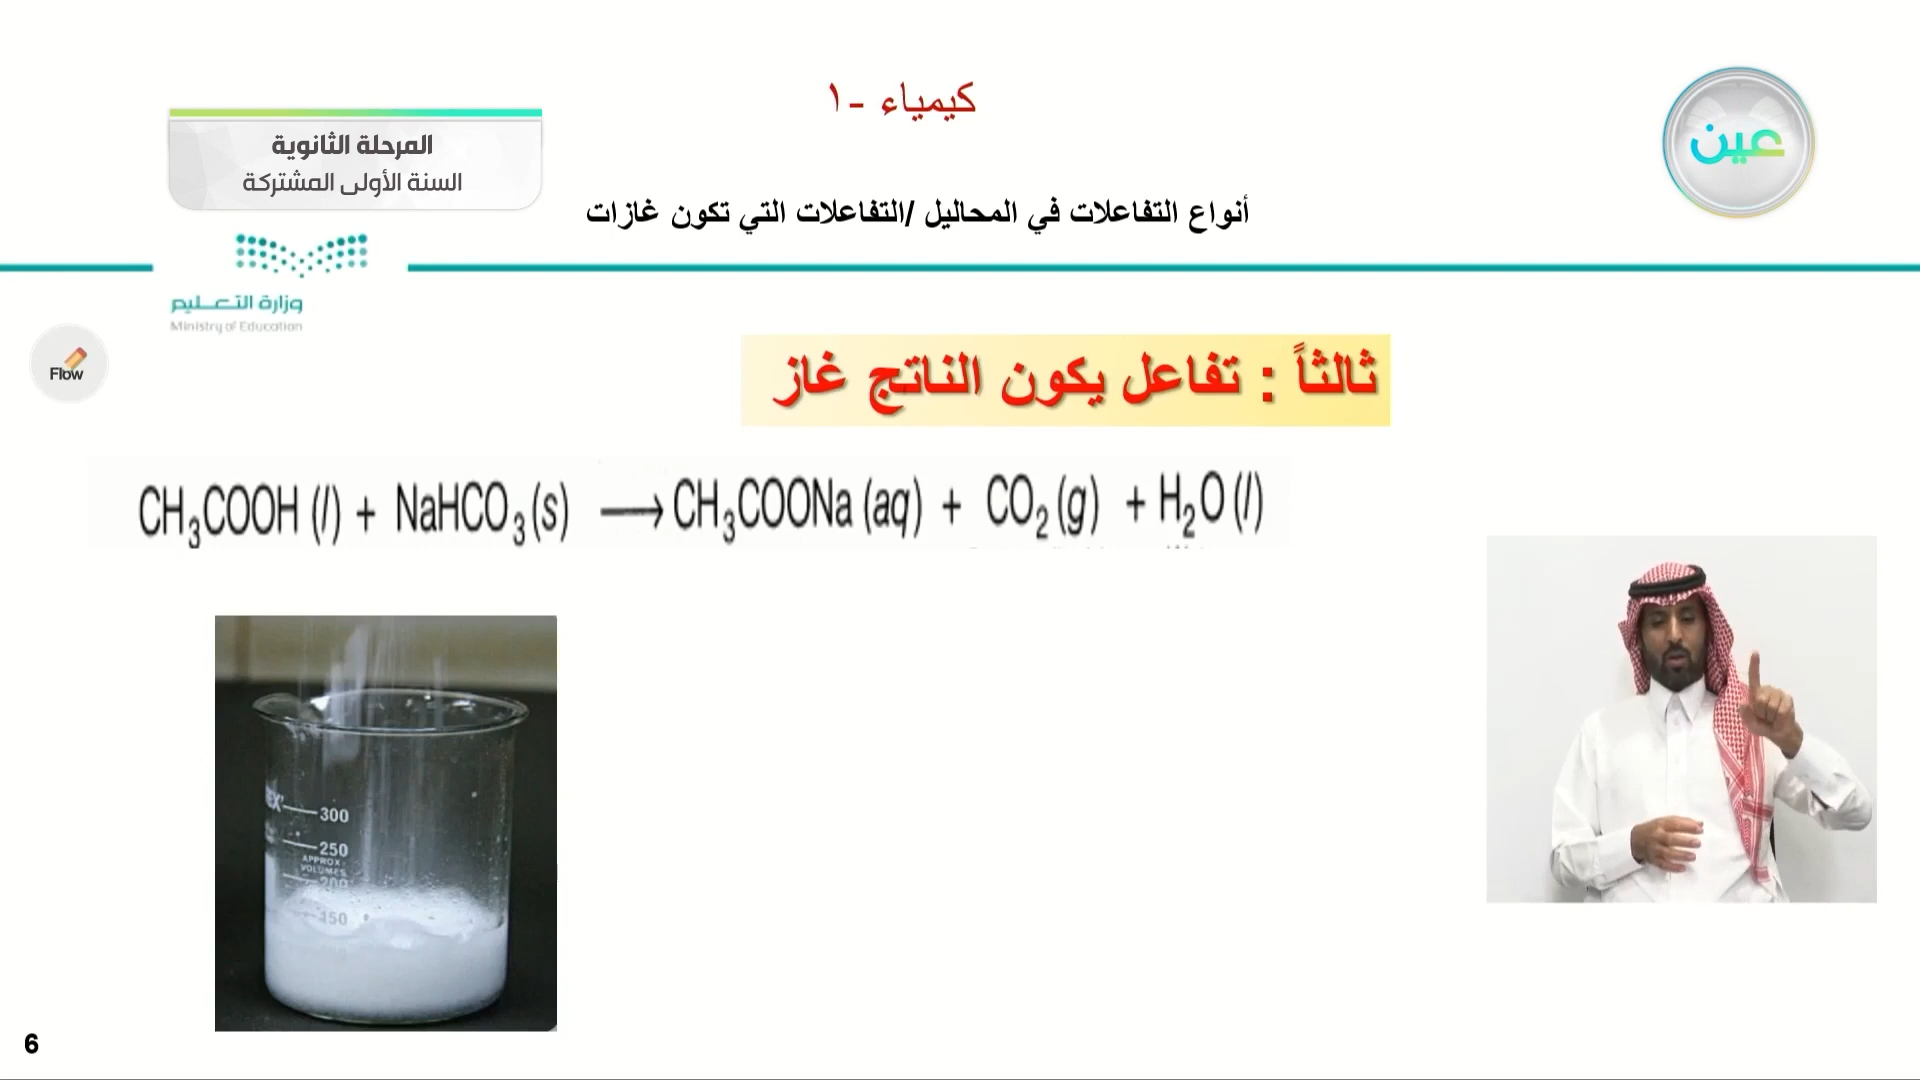 كيمياء -١
عين
المرحلة الثانوية
السنة الأولى المشتركة
أنواع التفاعلات في المحاليل /التفاعلات التي تكون غازات
وزارة التعليم
Ministry of Education
Flow
ثالثاً : تفاعل يكون الناتج غاز
CH₃COOH (l) + NaHCO₃(s) ⟶ CH₃COONa (aq) + CO₂(g) + H₂O(l)
300
250
APPROX
VOLUMES
200
150
6